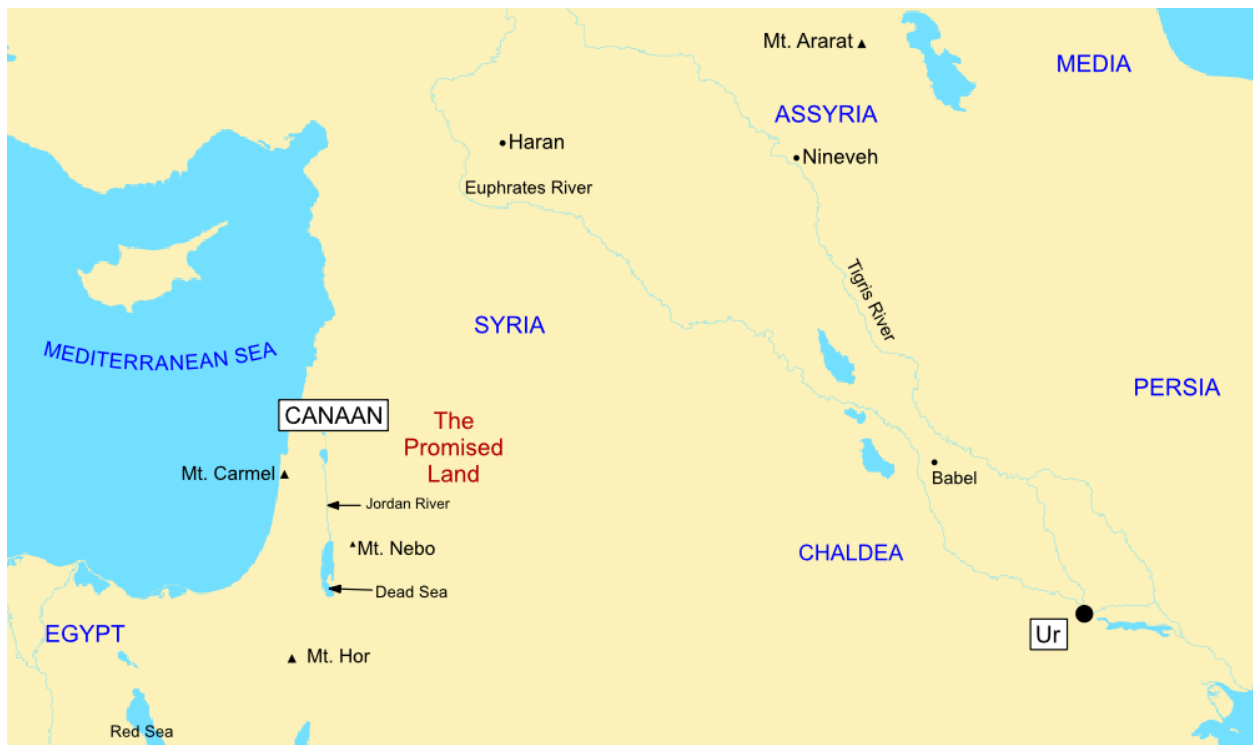 Mt. Ararat
MEDIA
ASSYRIA
Haran
Nineveh
Euphrates River
Tigris River
SYRIA
MEDITERRANEAN SEA
PERSIA
CANAAN
The
Promised
Land
Mt. Carmel
Babel
Jordan River
Mt. Nebo
CHALDEA
Dead Sea
EGYPT
Ur
Mt. Hor
Red Sea